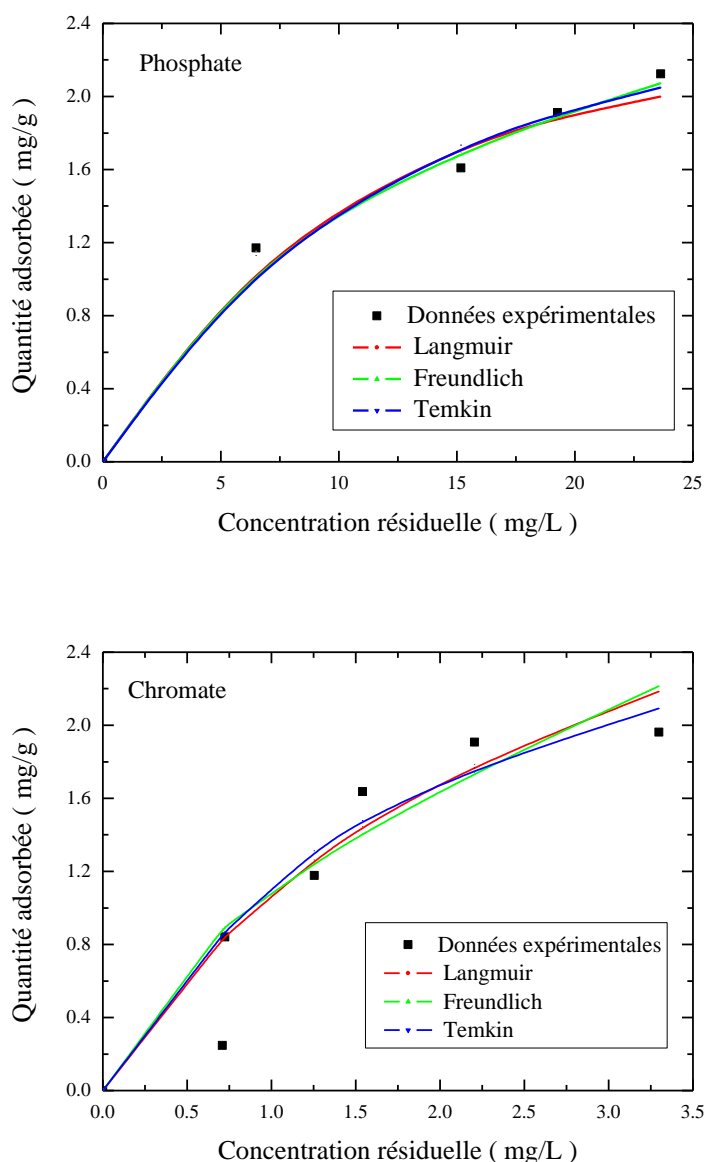 2.4
Phosphate
2.0
1.6
1.2
0.8
0.4
0.0
Quantité adsorbée ( mg/g )
Données expérimentales
Langmuir
Freundlich
Temkin
0 5 10 15 20 25
Concentration résiduelle ( mg/L )
2.4
Chromate
2.0
1.6
1.2
0.8
0.4
0.0
Quantité adsorbée ( mg/g )
Données expérimentales
Langmuir
Freundlich
Temkin
0.0 0.5 1.0 1.5 2.0 2.5 3.0 3.5
Concentration résiduelle ( mg/L )